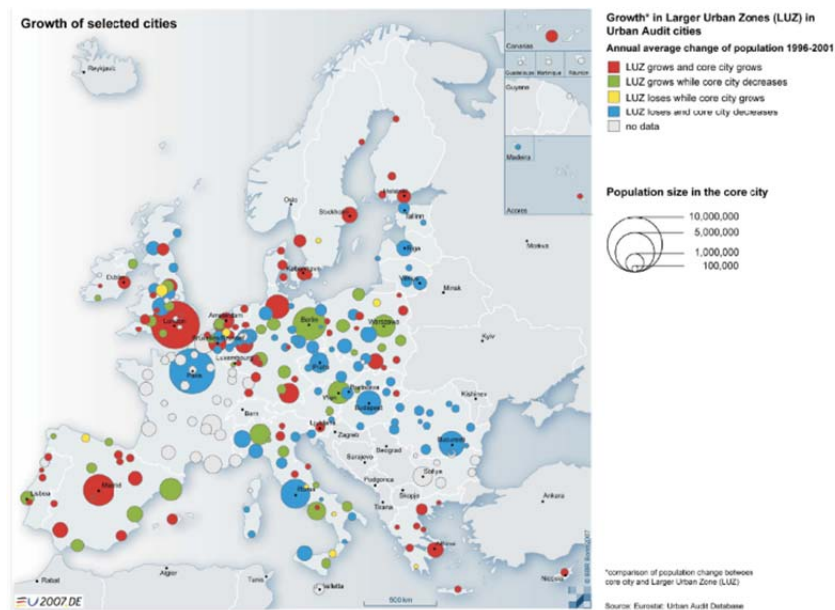 Growth of selected cities
Growth* in Larger Urban Zones (LUZ) in
Urban Audit cities
Annual average change of population 1996-2001
LUZ grows and core city grows
LUZ grows while core city decreases
LUZ loses while core city grows
LUZ loses and core city decreases
no data
Population size in the core city
10,000,000
5,000,000
1,000,000
100,000
Canarias
Guadeloupe
Martinique
Réunion
Guyane
Madeira
Acores
Reykjavik
Oslo
Helsinki
Stockholm
Tallinn
Riga
Moskva
København
Vilnius
Minsk
Dublin
London
Amsterdam
Berlin
Warszawa
Kyiv
Luxembourg
Praha
Paris
Wien
Bratislava
Budapest
Kishinev
Bern
Ljubljana
Zagreb
Beograd
Bucuresti
Sarajevo
Sofiya
Podgorica
Skopje
Tirana
Roma
Madrid
Lisboa
Ankara
Athina
Rabat
Alger
Tunis
Valletta
Nicosia
500 km
EU2007.DE
*comparison of population change between
core city and Larger Urban Zone (LUZ)
Source: Eurostat: Urban Audit Database